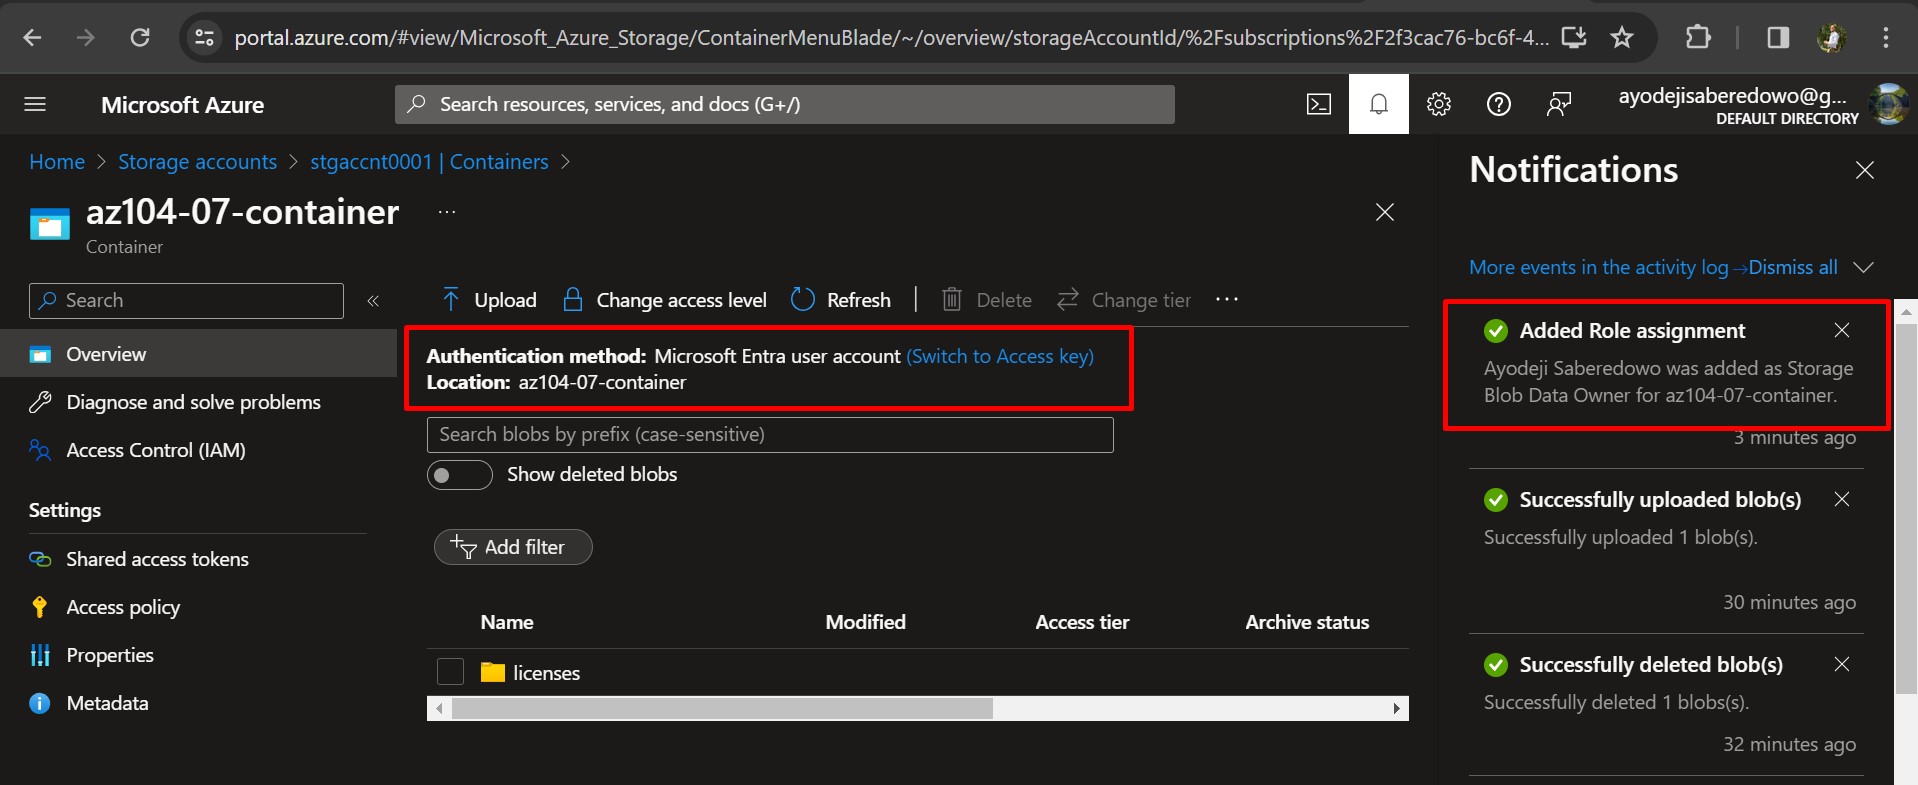 portal.azure.com/#view/Microsoft_Azure_Storage/ContainerMenuBlade/~/overview/storageAccountId/%2Fsubscriptions%2F2f3cac76-bc6f-4...
Microsoft Azure
Search resources, services, and docs (G+/)
ayodejisaberedowo@g...
DEFAULT DIRECTORY
Home > Storage accounts > stgaccnt0001 | Containers >
az104-07-container ...
Container
Search
Overview
Diagnose and solve problems
Access Control (IAM)
Settings
Shared access tokens
Access policy
Properties
Metadata
Upload Change access level Refresh | Delete Change tier ...
Authentication method: Microsoft Entra user account (Switch to Access key)
Location: az104-07-container
Search blobs by prefix (case-sensitive)
Show deleted blobs
Add filter
Name Modified Access tier Archive status
licenses
Notifications
More events in the activity log → Dismiss all
Added Role assignment
Ayodeji Saberedowo was added as Storage
Blob Data Owner for az104-07-container.
3 minutes ago
Successfully uploaded blob(s)
Successfully uploaded 1 blob(s).
30 minutes ago
Successfully deleted blob(s)
Successfully deleted 1 blobs(s).
32 minutes ago